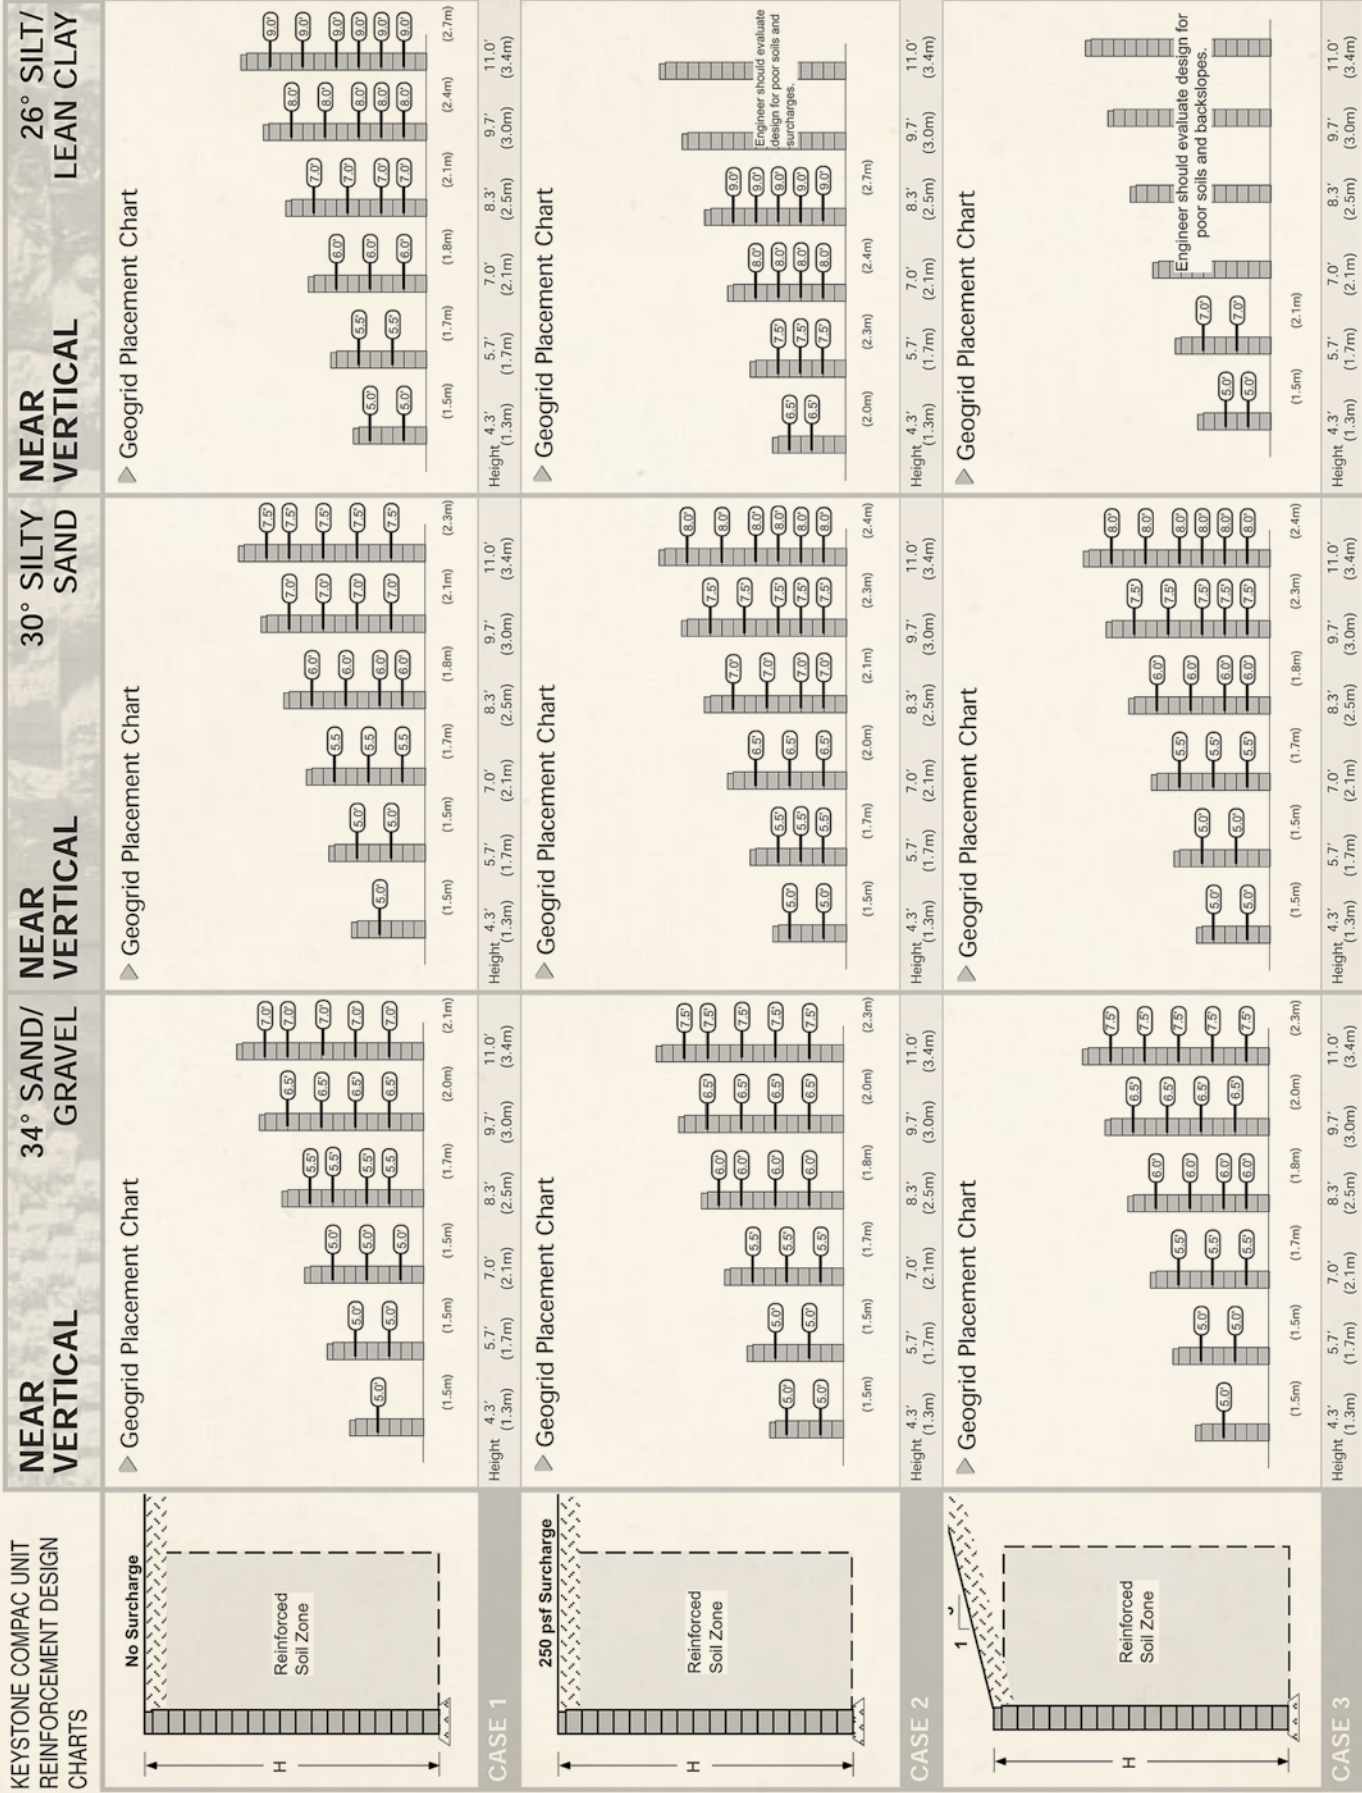 KEYSTONE COMPAC UNIT
REINFORCEMENT DESIGN
CHARTS
NEAR
VERTICAL
34° SAND/
GRAVEL
NEAR
VERTICAL
30° SILTY
SAND
NEAR
VERTICAL
26° SILT/
LEAN CLAY
No Surcharge
H
Reinforced
Soil Zone
CASE 1
Geogrid Placement Chart
5.0'
(1.5m)
5.0'
5.0'
(1.5m)
5.0'
5.0'
5.0'
(1.5m)
5.5'
5.5'
5.5'
5.5
(1.7m)
6.5'
6.5'
6.5'
6.5'
(2.0m)
7.0'
7.0'
7.0'
7.0'
7.0'
(2.1m)
Height 4.3' 5.7' 7.0' 8.3' 9.7' 11.0'
(1.3m) (1.7m) (2.1m) (2.5m) (3.0m) (3.4m)
Geogrid Placement Chart
5.0'
(1.5m)
5.0'
5.0'
(1.5m)
5.5
5.5
5.5
(1.7m)
6.0'
6.0'
6.0'
6.0'
(1.8m)
7.0'
7.0'
7.0'
7.0'
(2.1m)
7.5'
7.5'
7.5'
7.5'
7.5'
(2.3m)
Height 4.3' 5.7' 7.0' 8.3' 9.7' 11.0'
(1.3m) (1.7m) (2.1m) (2.5m) (3.0m) (3.4m)
Geogrid Placement Chart
5.0'
5.0'
(1.5m)
5.5'
5.5'
(1.7m)
6.0'
6.0'
6.0'
(1.8m)
7.0'
7.0'
7.0'
7.0'
(2.1m)
8.0'
8.0'
8.0'
8.0'
8.0'
(2.4m)
9.0'
9.0'
9.0'
9.0'
9.0'
9.0'
(2.7m)
Height 4.3' 5.7' 7.0' 8.3' 9.7' 11.0'
(1.3m) (1.7m) (2.1m) (2.5m) (3.0m) (3.4m)
250 psf Surcharge
H
Reinforced
Soil Zone
CASE 2
Geogrid Placement Chart
5.0'
5.0'
(1.5m)
5.0'
5.0'
(1.5m)
5.5'
5.5'
5.5'
(1.7m)
6.0'
6.0'
6.0'
6.0'
(1.8m)
6.5'
6.5'
6.5'
6.5'
(2.0m)
7.5'
7.5'
7.5'
7.5'
7.5'
(2.3m)
Height 4.3' 5.7' 7.0' 8.3' 9.7' 11.0'
(1.3m) (1.7m) (2.1m) (2.5m) (3.0m) (3.4m)
Geogrid Placement Chart
5.0'
5.0'
(1.5m)
5.5'
5.5'
5.5'
(1.7m)
6.5'
6.5'
6.5'
(2.0m)
7.0'
7.0'
7.0'
7.0'
(2.1m)
7.5'
7.5'
7.5'
7.5'
7.5'
(2.3m)
8.0'
8.0'
8.0'
8.0'
8.0'
8.0'
(2.4m)
Height 4.3' 5.7' 7.0' 8.3' 9.7' 11.0'
(1.3m) (1.7m) (2.1m) (2.5m) (3.0m) (3.4m)
Geogrid Placement Chart
6.5'
6.5'
(2.0m)
7.5'
7.5'
7.5'
(2.3m)
8.0'
8.0'
8.0'
8.0'
(2.4m)
9.0'
9.0'
9.0'
9.0'
9.0'
(2.7m)
Engineer should evaluate
design for poor soils and
surcharges.
Height 4.3' 5.7' 7.0' 8.3' 9.7' 11.0'
(1.3m) (1.7m) (2.1m) (2.5m) (3.0m) (3.4m)
1
H
Reinforced
Soil Zone
CASE 3
Geogrid Placement Chart
5.0'
(1.5m)
5.0'
5.0'
(1.5m)
5.5'
5.5'
5.5'
(1.7m)
6.0'
6.0'
6.0'
6.0'
(1.8m)
6.5'
6.5'
6.5'
6.5'
(2.0m)
7.5'
7.5'
7.5'
7.5'
7.5'
(2.3m)
Height 4.3' 5.7' 7.0' 8.3' 9.7' 11.0'
(1.3m) (1.7m) (2.1m) (2.5m) (3.0m) (3.4m)
Geogrid Placement Chart
5.0'
5.0'
(1.5m)
5.0'
5.0'
(1.5m)
5.5'
5.5'
5.5'
(1.7m)
6.0'
6.0'
6.0'
6.0'
(1.8m)
7.5'
7.5'
7.5'
7.5'
7.5'
(2.3m)
8.0'
8.0'
8.0'
8.0'
8.0'
8.0'
(2.4m)
Height 4.3' 5.7' 7.0' 8.3' 9.7' 11.0'
(1.3m) (1.7m) (2.1m) (2.5m) (3.0m) (3.4m)
Geogrid Placement Chart
5.0'
5.0'
(1.5m)
7.0'
7.0'
(2.1m)
Engineer should evaluate design for
poor soils and backslopes.
Height 4.3' 5.7' 7.0' 8.3' 9.7' 11.0'
(1.3m) (1.7m) (2.1m) (2.5m) (3.0m) (3.4m)